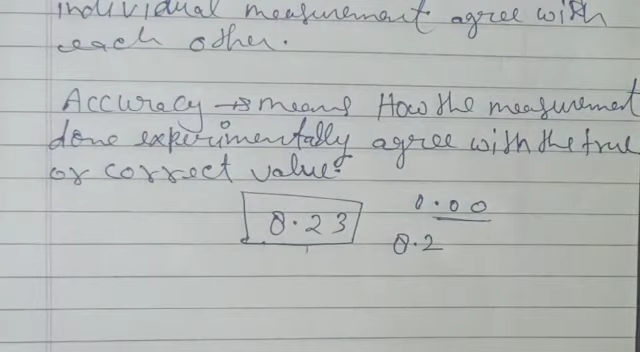 individual measurement agree with
each other.
Accuracy → means How the measurement
done experimentally agree with the true
or correct value.
0.23
0.00
0.2